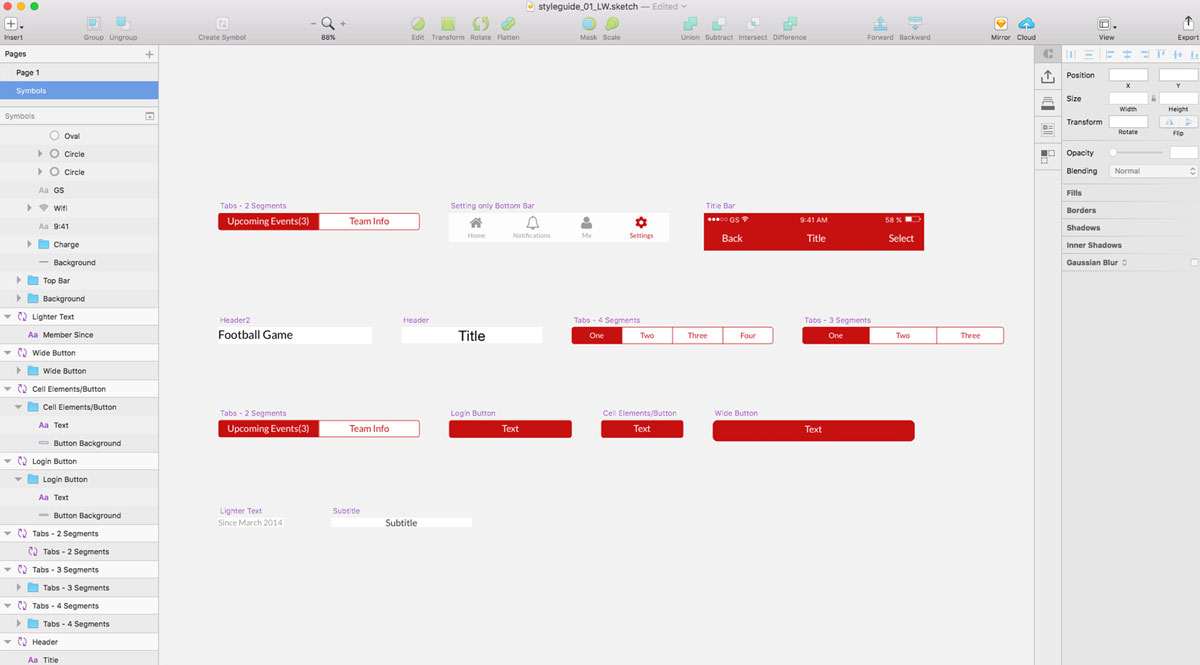 styleguide_01_LW.sketch — Edited
Insert Group Ungroup Create Symbol 88% Edit Transform Rotate Flatten Mask Scale Union Subtract Intersect Difference Forward Backward Mirror Cloud View Export
Pages
Page 1
Symbols
Symbols
Oval
Circle
Circle
Aa GS
Wifi
Aa 9:41
Charge
Background
Top Bar
Background
Lighter Text
Aa Member Since
Wide Button
Wide Button
Cell Elements/Button
Cell Elements/Button
Aa Text
Button Background
Login Button
Login Button
Aa Text
Button Background
Tabs - 2 Segments
Tabs - 2 Segments
Tabs - 3 Segments
Tabs - 3 Segments
Tabs - 4 Segments
Tabs - 4 Segments
Header
Aa Title
Tabs - 2 Segments
Upcoming Events(3) Team Info
Setting only Bottom Bar
Home Notifications Me Settings
Title Bar
GS 9:41 AM 58 %
Back Title Select
Header2
Football Game
Header
Title
Tabs - 4 Segments
One Two Three Four
Tabs - 3 Segments
One Two Three
Tabs - 2 Segments
Upcoming Events(3) Team Info
Login Button
Text
Cell Elements/Button
Text
Wide Button
Text
Lighter Text
Since March 2014
Subtitle
Subtitle
Position
X Y
Size
Width Height
Transform
Rotate Flip
Opacity
Blending Normal
Fills
Borders
Shadows
Inner Shadows
Gaussian Blur